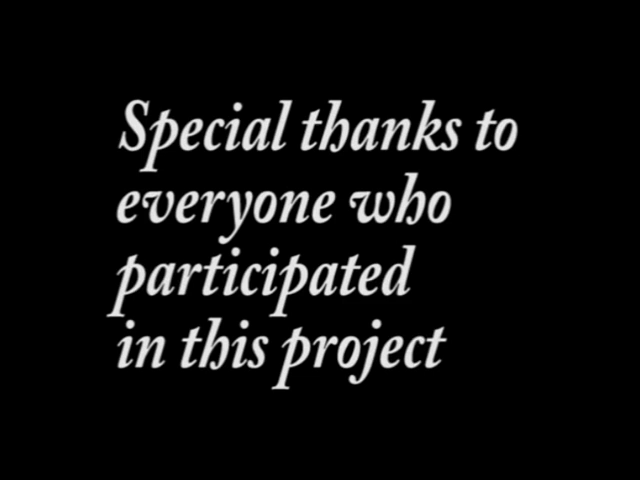 Special thanks to
everyone who
participated
in this project